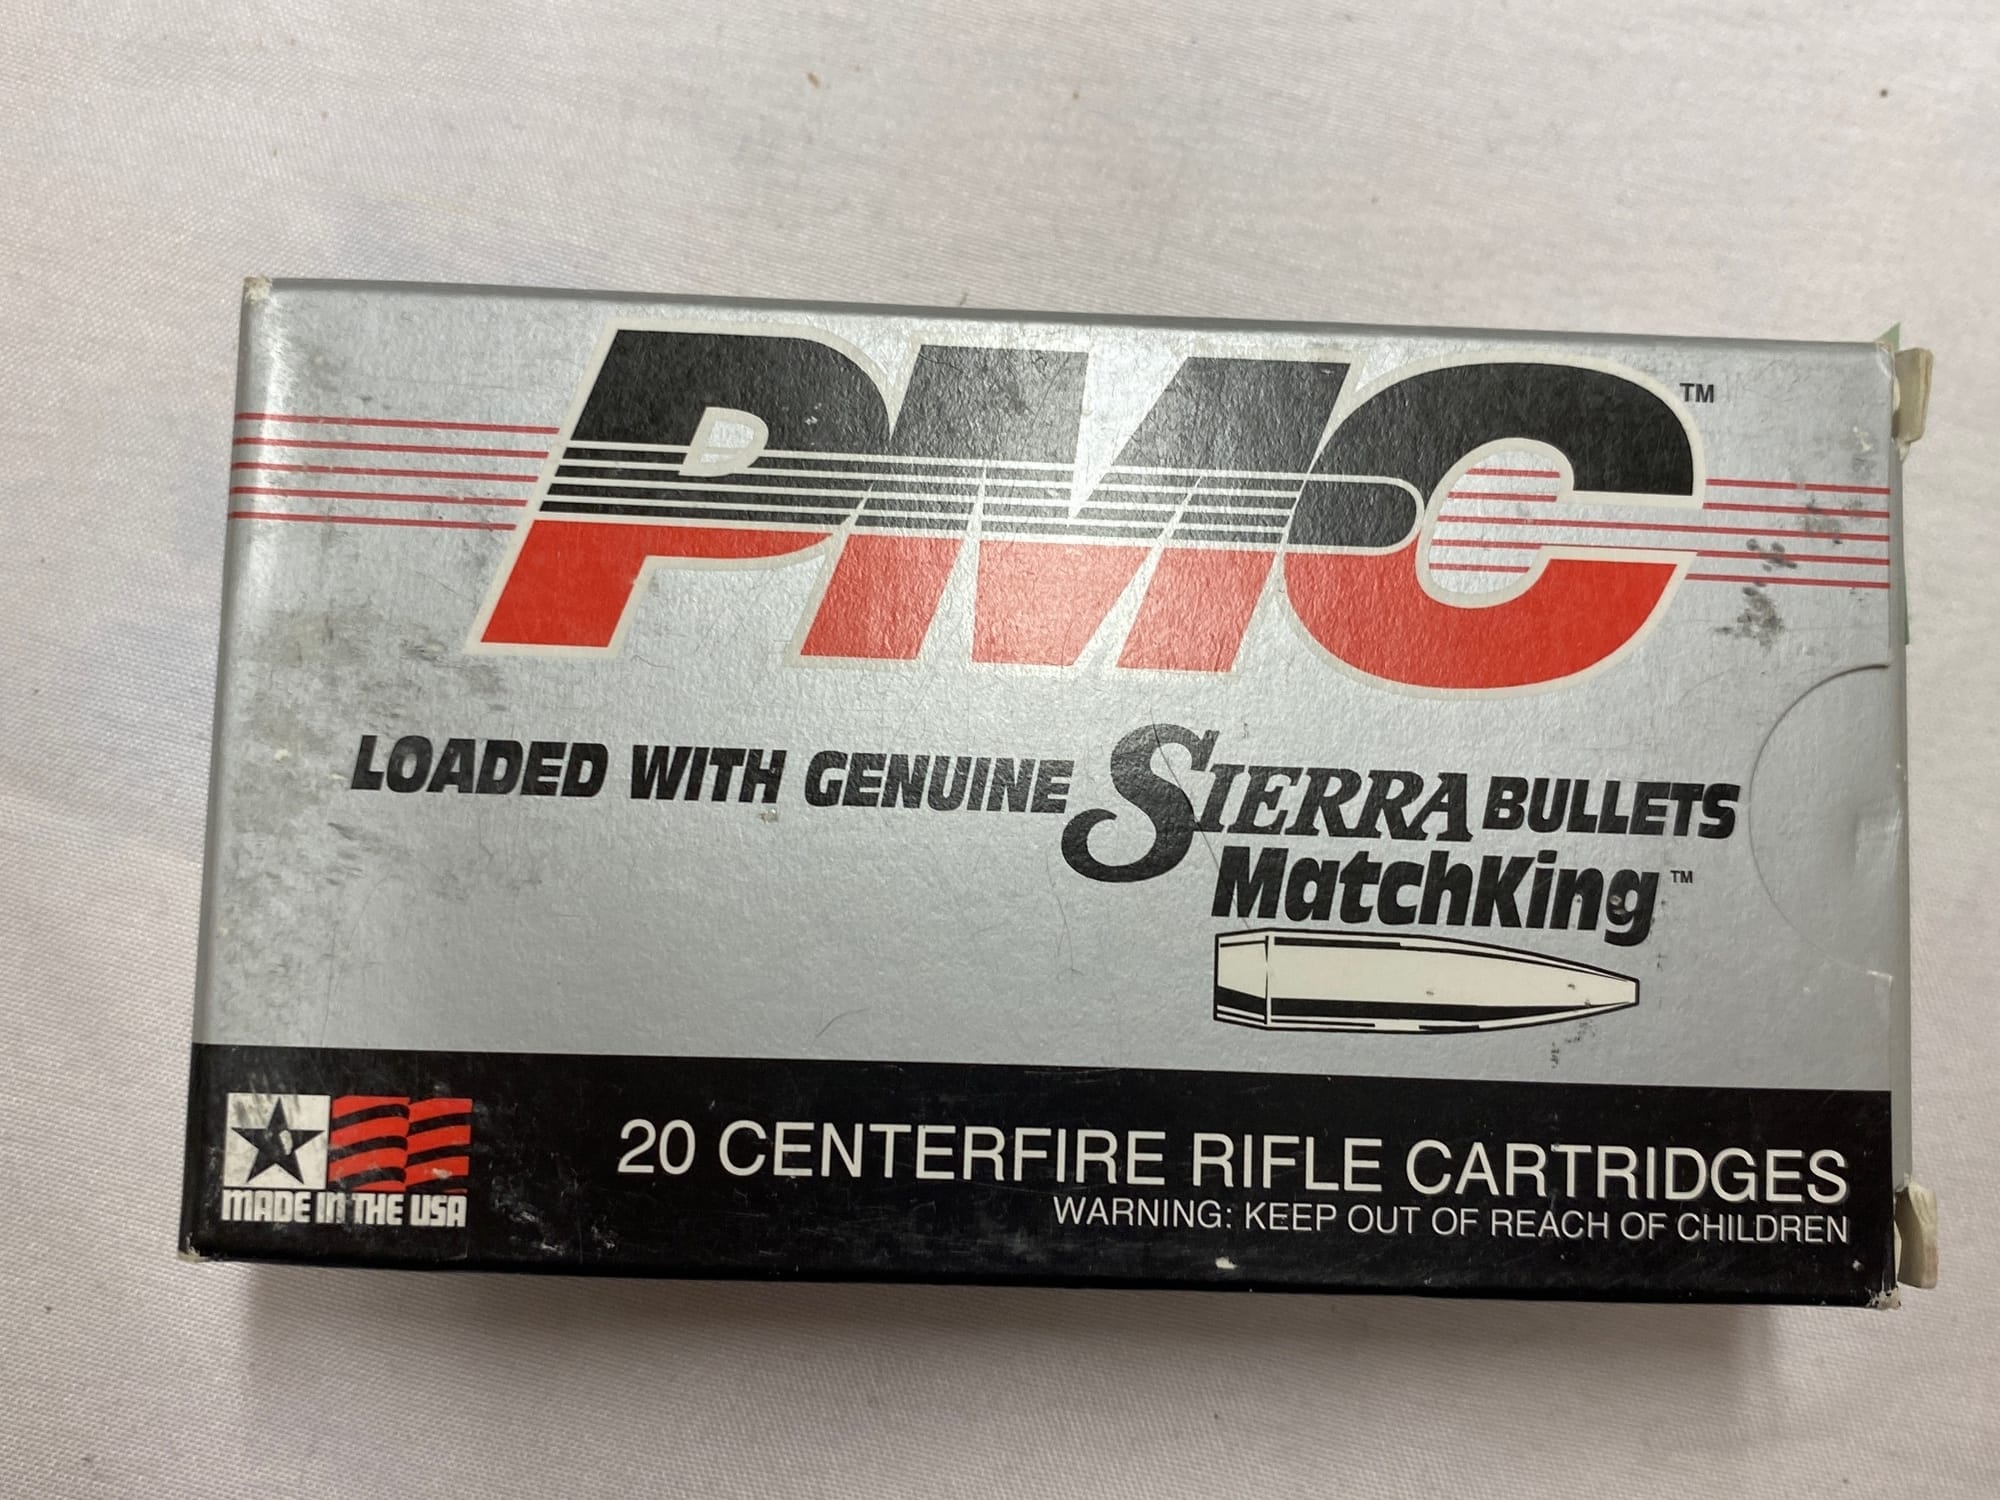 PMC™
LOADED WITH GENUINE SIERRA BULLETS
MatchKing™
20 CENTERFIRE RIFLE CARTRIDGES
WARNING: KEEP OUT OF REACH OF CHILDREN
MADE IN THE USA